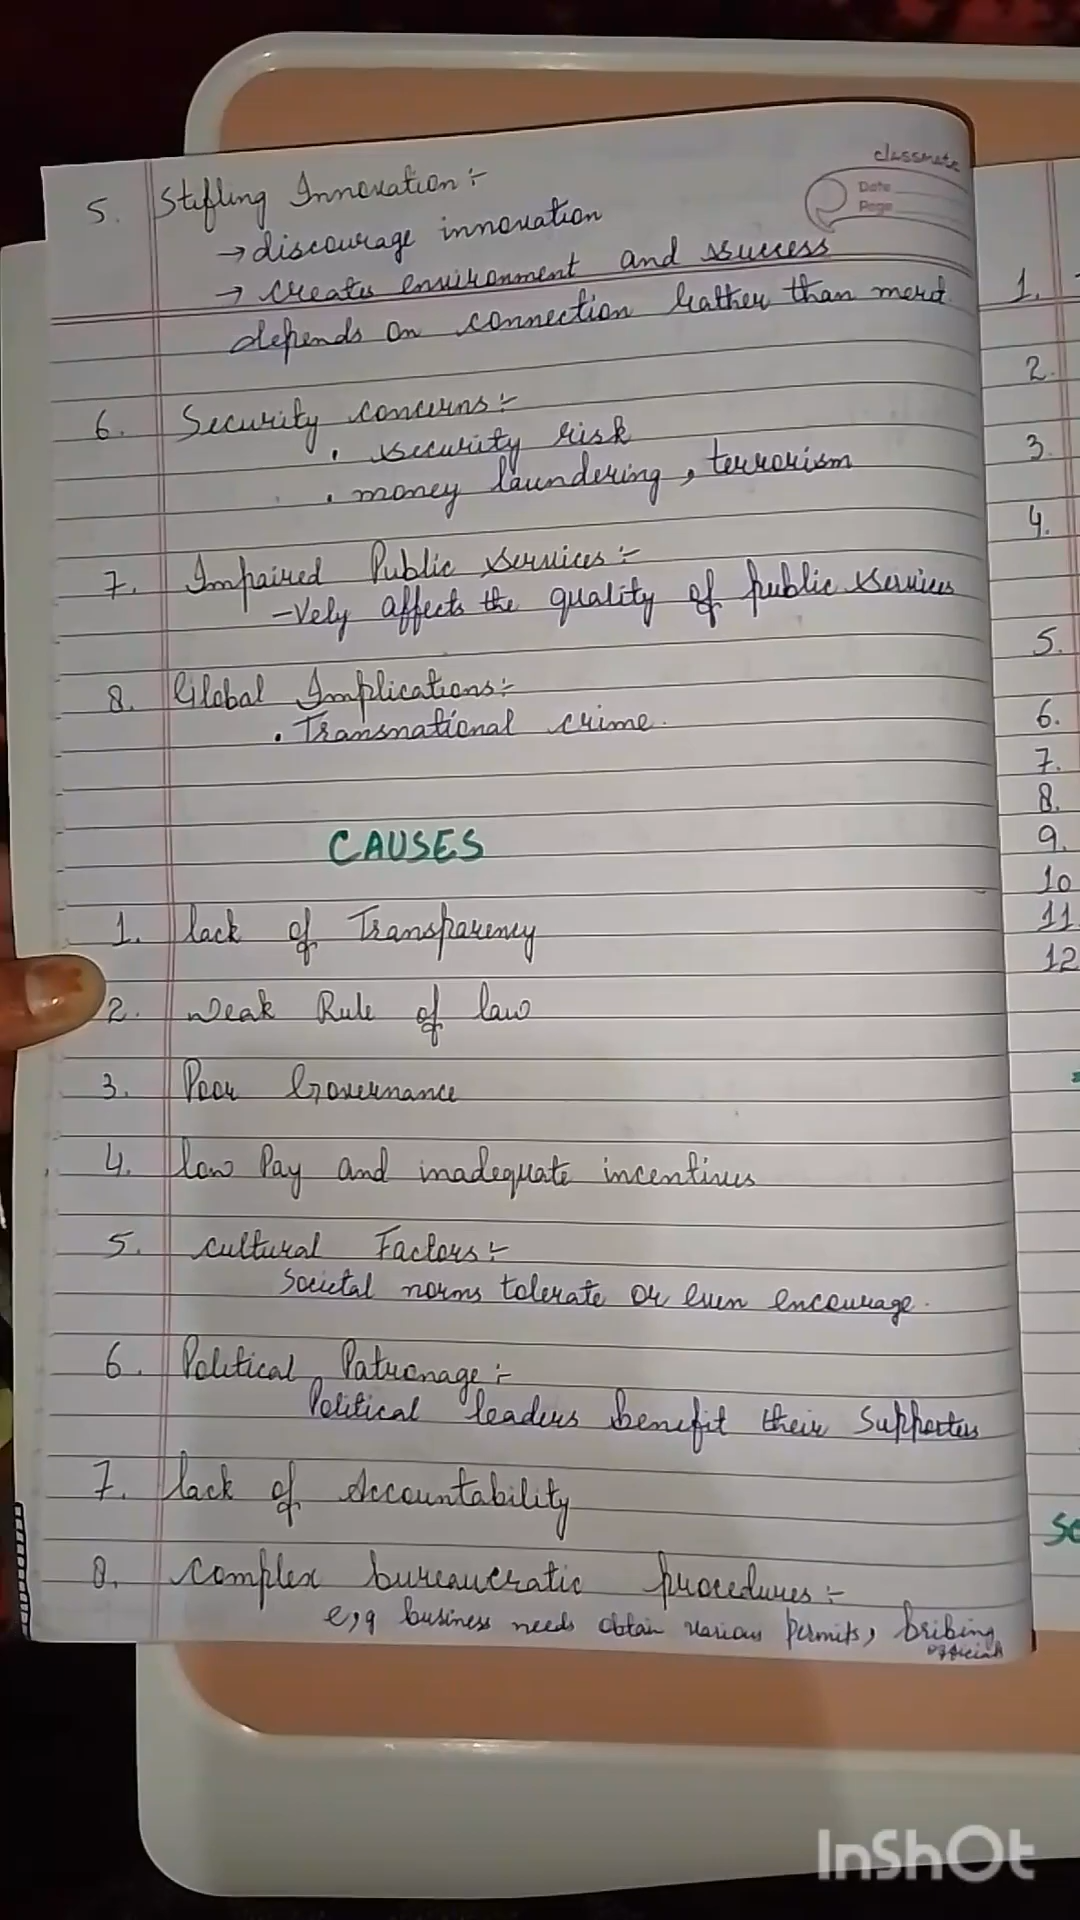 classmate
Date
Page
5. Stifling Innovation :-
→ discourage innovation
→ creates environment and success
depends on connection rather than merit
6. Security concerns :-
• security risk
• money laundering, terrorism
7. Impaired Public Services :-
-vely affects the quality of public services
8. Global Implications :-
• Transnational crime.
CAUSES
1. lack of Transparency
2. weak Rule of law
3. Poor Governance
4. low Pay and inadequate incentives
5. cultural Factors :-
Societal norms tolerate or even encourage.
6. Political Patronage :-
Political leaders benefit their supporters
7. lack of Accountability
8. complex bureaucratic procedures :-
e,g business needs obtain various permits, bribing
officials
1.
2.
3.
4.
5.
6.
7.
8.
9.
10
11
12
InShOt